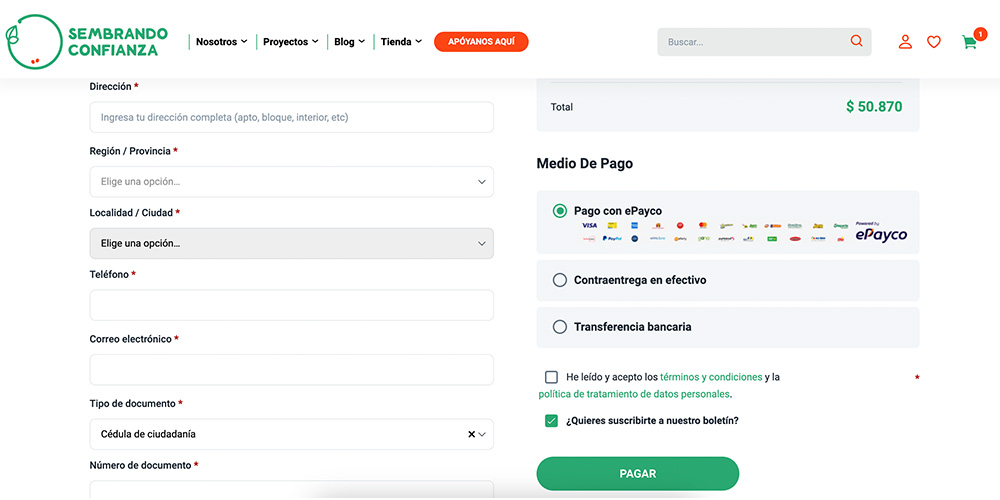 SEMBRANDO
CONFIANZA
Nosotros
Proyectos
Blog
Tienda
APÓYANOS AQUÍ
Buscar...
1
Dirección *
Ingresa tu dirección completa (apto, bloque, interior, etc)
Región / Provincia *
Elige una opción...
Localidad / Ciudad *
Elige una opción...
Teléfono *
Correo electrónico *
Tipo de documento *
Cédula de ciudadanía
Número de documento *
Total
$ 50.870
Medio De Pago
Pago con ePayco
VISA
PayPal
Powered by
ePayco
Contraentrega en efectivo
Transferencia bancaria
He leído y acepto los términos y condiciones y la *
política de tratamiento de datos personales.
¿Quieres suscribirte a nuestro boletín?
PAGAR